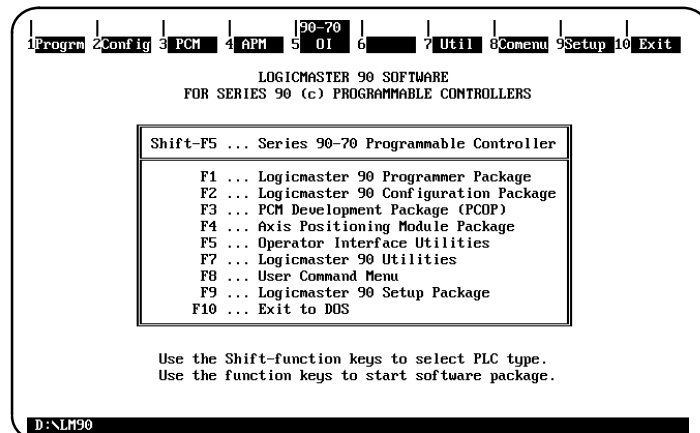 90-70
1Progrm 2Config 3 PCM 4 APM 5 OI 6 7 Util 8Comenu 9Setup 10 Exit
LOGICMASTER 90 SOFTWARE
FOR SERIES 90 (c) PROGRAMMABLE CONTROLLERS
Shift-F5 ... Series 90-70 Programmable Controller
F1 ... Logicmaster 90 Programmer Package
F2 ... Logicmaster 90 Configuration Package
F3 ... PCM Development Package (PCOP)
F4 ... Axis Positioning Module Package
F5 ... Operator Interface Utilities
F7 ... Logicmaster 90 Utilities
F8 ... User Command Menu
F9 ... Logicmaster 90 Setup Package
F10 ... Exit to DOS
Use the Shift-function keys to select PLC type.
Use the function keys to start software package.
D:\LM90